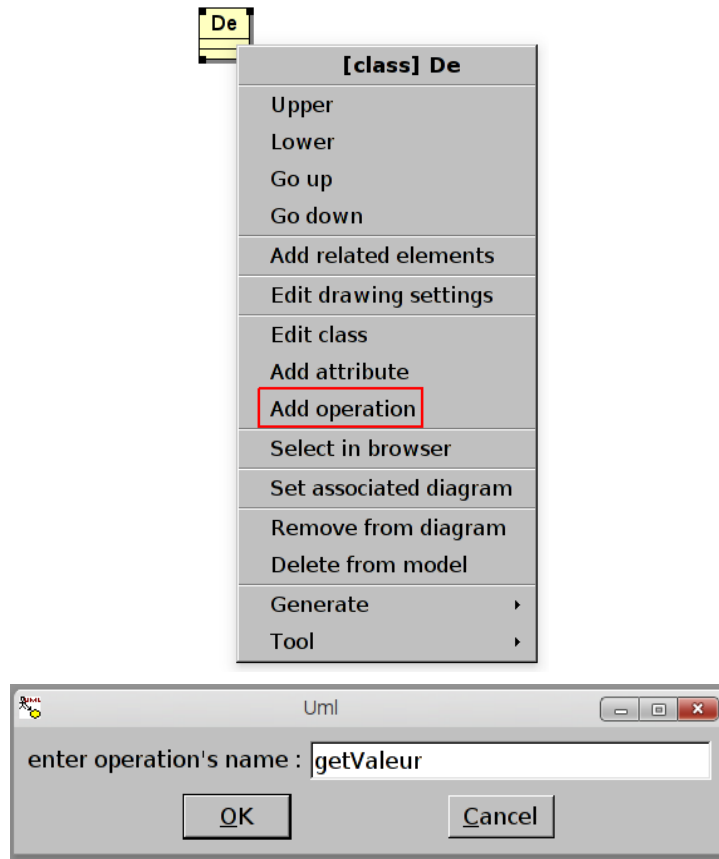 De
[class] De
Upper
Lower
Go up
Go down
Add related elements
Edit drawing settings
Edit class
Add attribute
Add operation
Select in browser
Set associated diagram
Remove from diagram
Delete from model
Generate
Tool
UML
Uml
enter operation's name : getValeur
OK Cancel